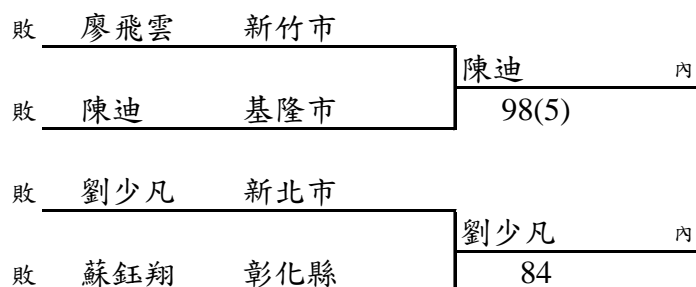 敗 廖飛雲 新竹市
陳迪 內
敗 陳迪 基隆市 98(5)
敗 劉少凡 新北市
劉少凡 內
敗 蘇鈺翔 彰化縣 84